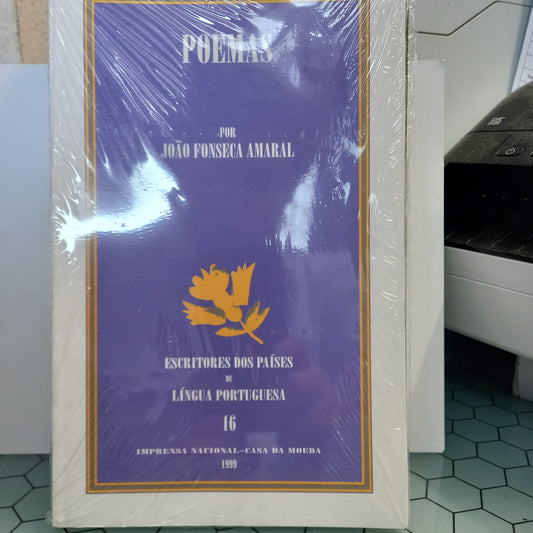 POEMAS
POR
JOÃO FONSECA AMARAL
ESCRITORES DOS PAÍSES
DE
LÍNGUA PORTUGUESA
16
IMPRENSA NACIONAL-CASA DA MOEDA
1999